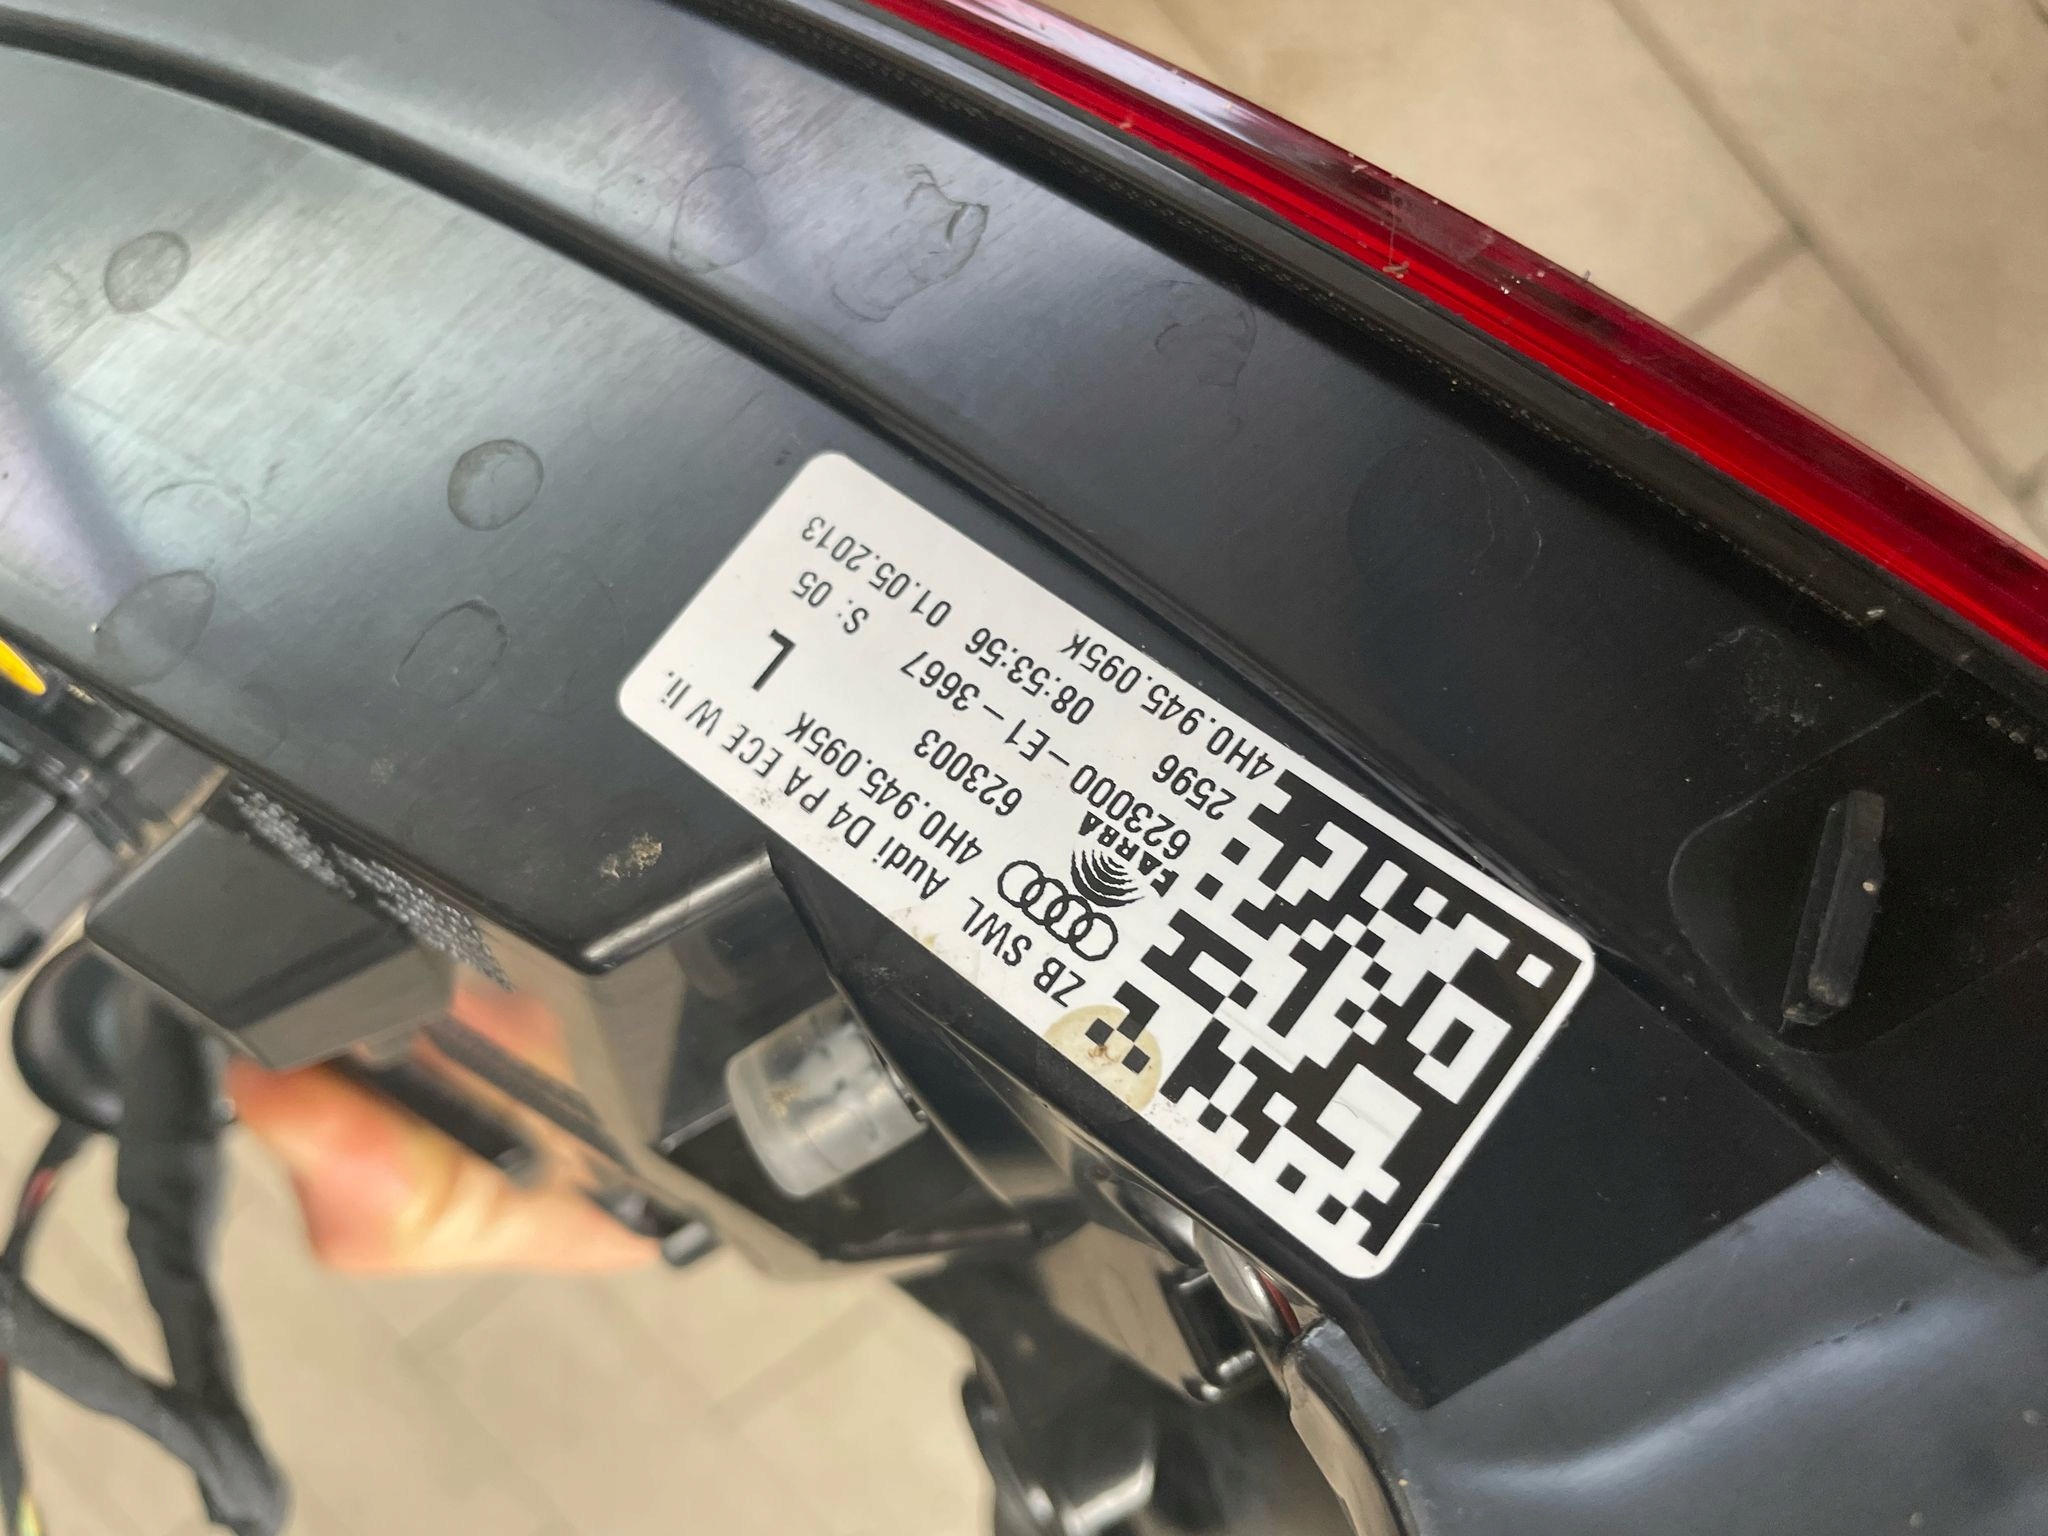 ZB SWL Audi D4 PA ECE W li.
4H0.945.095K L
623003 S: 05
FARBA
623000 – E1 – 3667
2596 08:53:56 01.05.2013
4H0.945.095K